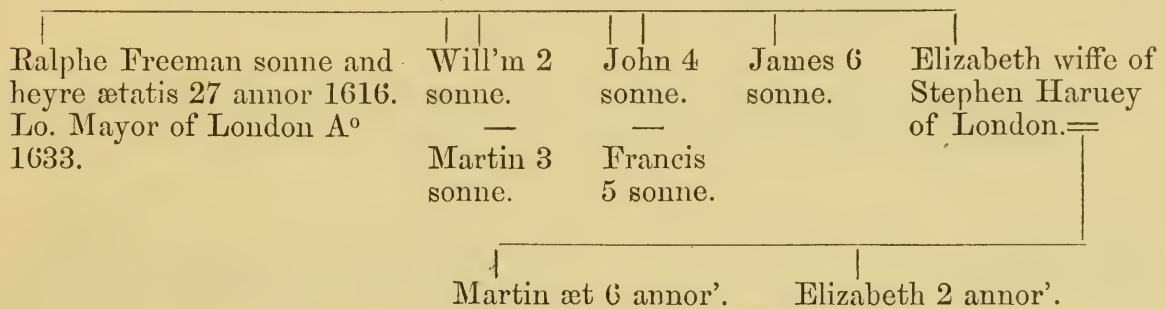 Ralphe Freeman sonne and
heyre ætatis 27 annor 1616.
Lo. Mayor of London Aº
1633.
Will'm 2
sonne.
—
Martin 3
sonne.
John 4
sonne.
—
Francis
5 sonne.
James 6
sonne.
Elizabeth wiffe of
Stephen Haruey
of London.=
Martin æt 6 annor'.
Elizabeth 2 annor'.